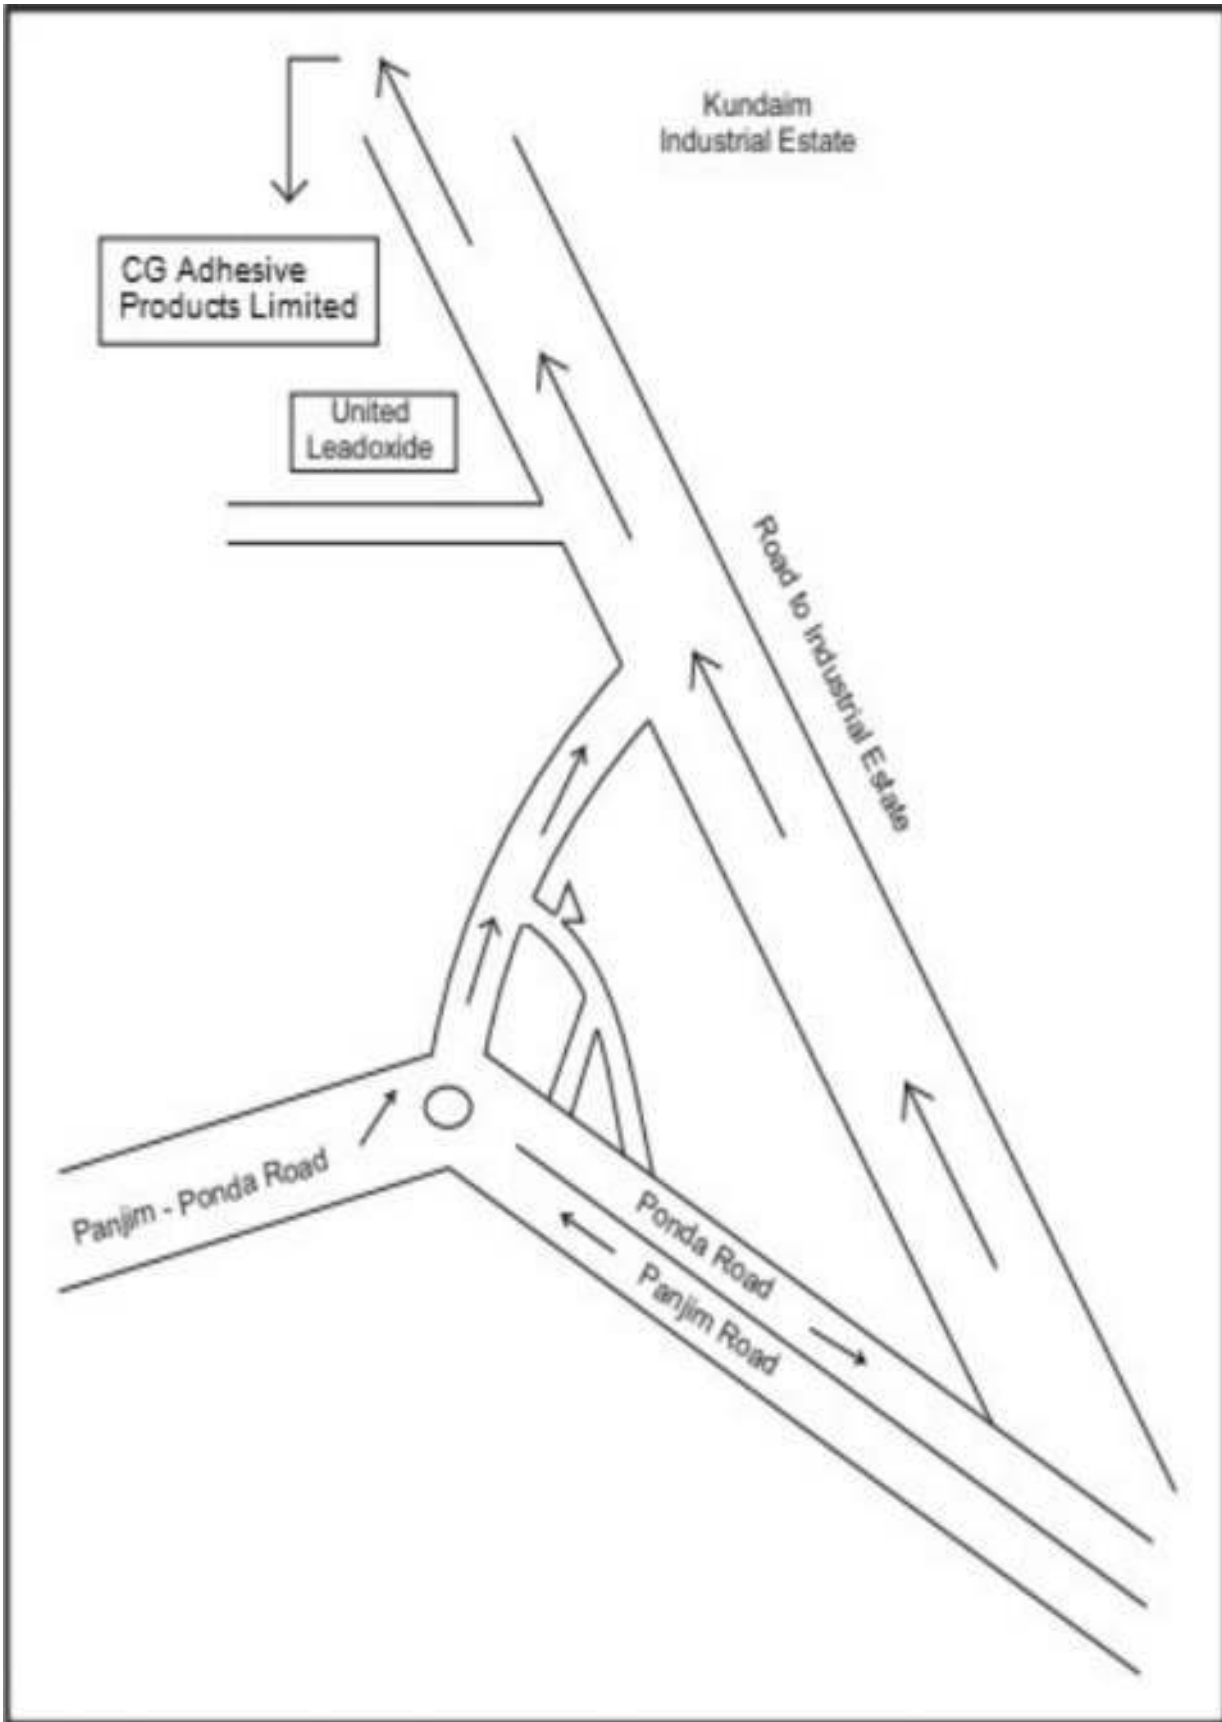 Kundaim
Industrial Estate
CG Adhesive
Products Limited
United
Leadoxide
Road to Industrial Estate
Panjim - Ponda Road
Ponda Road
Panjim Road